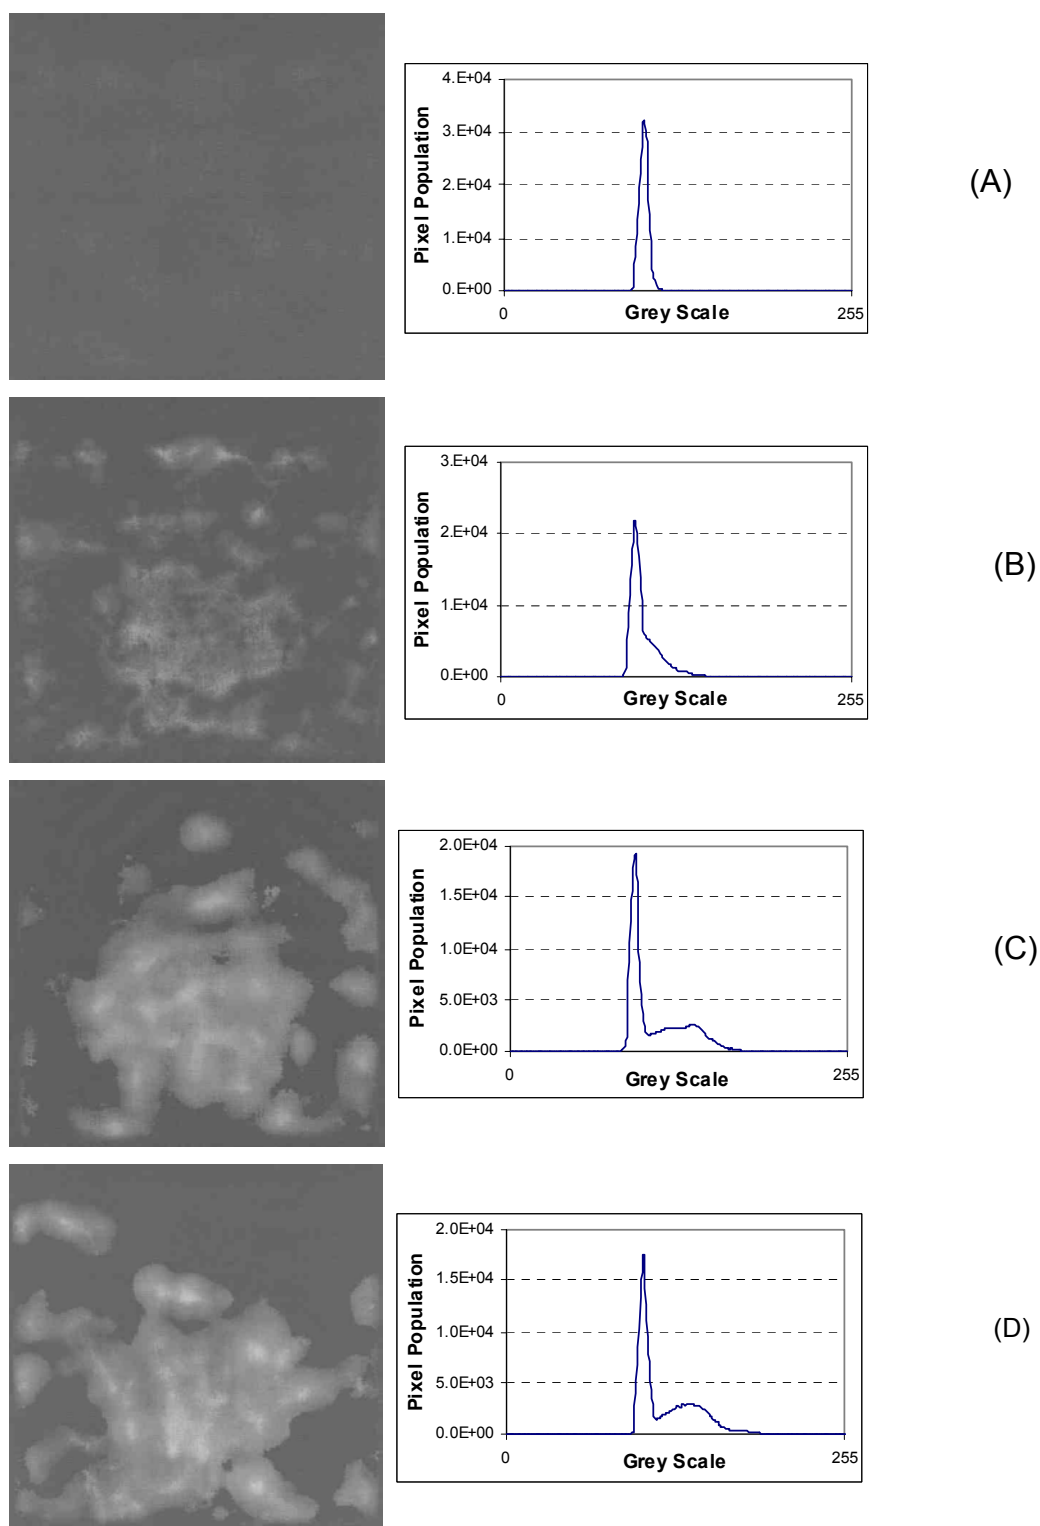 4.E+04
3.E+04
2.E+04
1.E+04
0.E+00
Pixel Population
0
Grey Scale
255
(A)
3.E+04
2.E+04
1.E+04
0.E+00
Pixel Population
0
Grey Scale
255
(B)
2.0E+04
1.5E+04
1.0E+04
5.0E+03
0.0E+00
Pixel Population
0
Grey Scale
255
(C)
2.0E+04
1.5E+04
1.0E+04
5.0E+03
0.0E+00
Pixel Population
0
Grey Scale
255
(D)